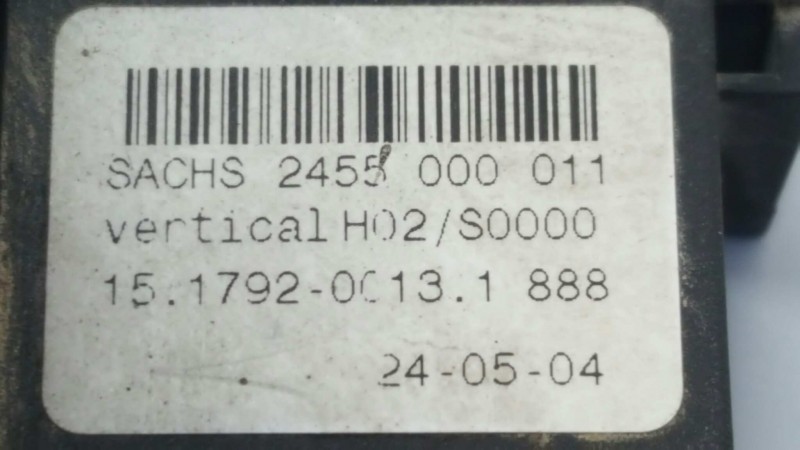 SACHS 2455 000 011
vertical H02/S0000
15.1792-0013.1 888
24-05-04